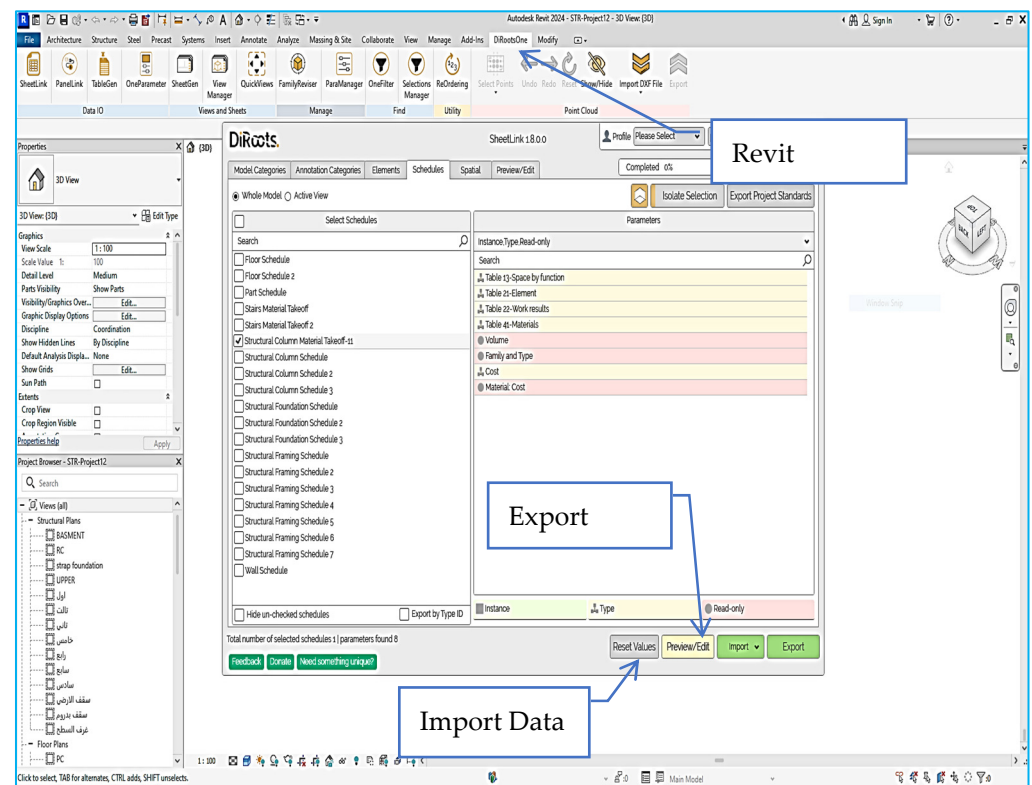 Autodesk Revit 2024 - STR-Project12 - 3D View: {3D}
Sign In
File Architecture Structure Steel Precast Systems Insert Annotate Analyze Massing & Site Collaborate View Manage Add-Ins DiRootsOne Modify
SheetLink PanelLink TableGen OneParameter SheetGen View Manager QuickViews FamilyReviser ParaManager OneFilter Selections Manager ReOrdering Select Points Undo Redo Reset Show/Hide Import DXF File Export
Data IO Views and Sheets Manage Find Utility Point Cloud
Revit
Properties X
{3D}
3D View
3D View: {3D} Edit Type
Graphics
View Scale 1 : 100
Scale Value 1: 100
Detail Level Medium
Parts Visibility Show Parts
Visibility/Graphics Over... Edit...
Graphic Display Options Edit...
Discipline Coordination
Show Hidden Lines By Discipline
Default Analysis Displa... None
Show Grids Edit...
Sun Path
Extents
Crop View
Crop Region Visible
Properties help Apply
Project Browser - STR-Project12 X
Search
Views (all)
Structural Plans
BASMENT
RC
strap foundation
UPPER
اول
ثالث
ثاني
خامس
رابع
سابع
سادس
سقف الارضي
سقف بدروم
غرف السطح
Floor Plans
PC
DiRoots.
SheetLink 1.8.0.0
Profile Please Select
Model Categories Annotation Categories Elements Schedules Spatial Preview/Edit
Completed 0%
Whole Model Active View
Isolate Selection Export Project Standards
Select Schedules
Search
Floor Schedule
Floor Schedule 2
Part Schedule
Stairs Material Takeoff
Stairs Material Takeoff 2
Structural Column Material Takeoff-11
Structural Column Schedule
Structural Column Schedule 2
Structural Column Schedule 3
Structural Foundation Schedule
Structural Foundation Schedule 2
Structural Foundation Schedule 3
Structural Framing Schedule
Structural Framing Schedule 2
Structural Framing Schedule 3
Structural Framing Schedule 4
Structural Framing Schedule 5
Structural Framing Schedule 6
Structural Framing Schedule 7
Wall Schedule
Hide un-checked schedules Export by Type ID
Parameters
Instance,Type,Read-only
Search
Table 13-Space by function
Table 21-Element
Table 22-Work results
Table 41-Materials
Volume
Family and Type
Cost
Material: Cost
Instance Type Read-only
Export
Total number of selected schedules 1 | parameters found 8
Reset Values Preview/Edit Import Export
Feedback Donate Need something unique?
Import Data
BACK LEFT
Window Snip
1 : 100
Click to select, TAB for alternates, CTRL adds, SHIFT unselects.
:0 Main Model
:0